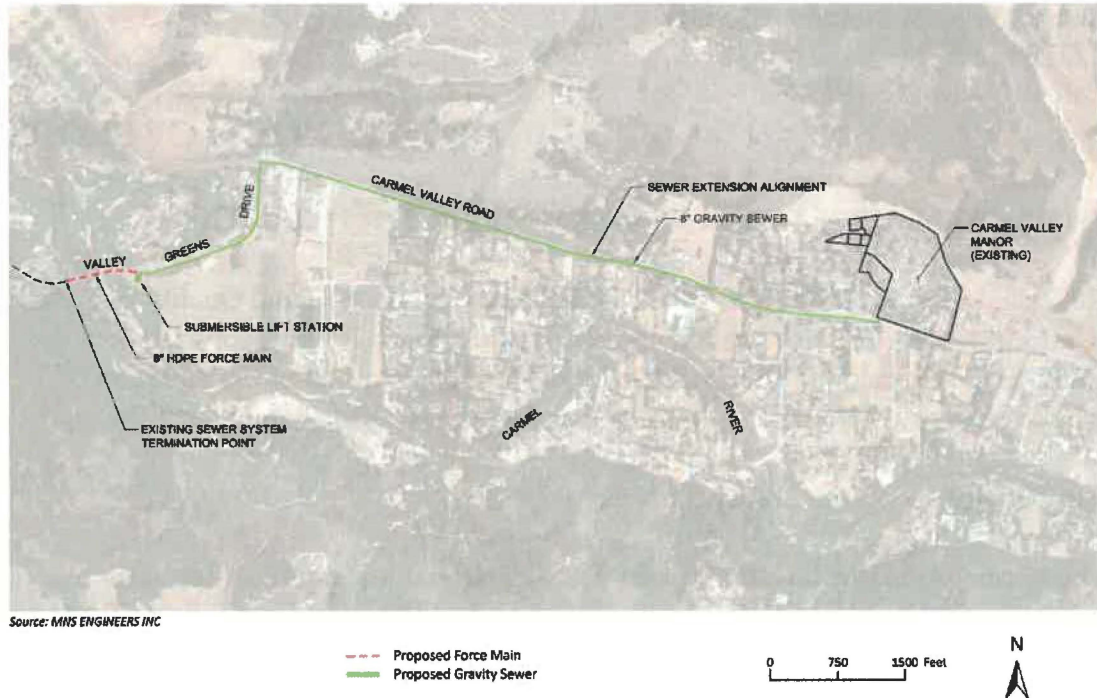 CARMEL VALLEY ROAD
SEWER EXTENSION ALIGNMENT
8" GRAVITY SEWER
DRIVE
GREENS
VALLEY
CARMEL VALLEY
MANOR
(EXISTING)
SUBMERSIBLE LIFT STATION
8" HDPE FORCE MAIN
EXISTING SEWER SYSTEM
TERMINATION POINT
CARMEL
RIVER
Source: MNS ENGINEERS INC
Proposed Force Main
Proposed Gravity Sewer
0 750 1500 Feet
N